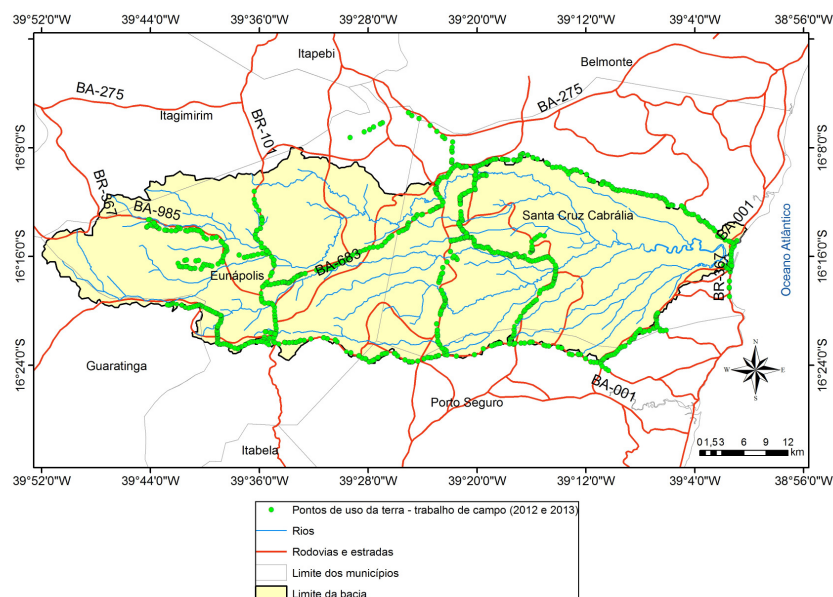 39°52'0"W 39°44'0"W 39°36'0"W 39°28'0"W 39°20'0"W 39°12'0"W 39°4'0"W 38°56'0"W
Itapebi
Belmonte
BA-275
BA-275
Itagimirim
BR-101
16°8'0"S
16°8'0"S
BR-367
BA-985
Santa Cruz Cabrália
BA-001
Oceano Atlântico
16°16'0"S
16°16'0"S
BA-683
Eunápolis
BR-367
Guaratinga
16°24'0"S
16°24'0"S
N
W E
S
BA-001
Porto Seguro
Itabela
0 1,53 6 9 12
km
39°52'0"W 39°44'0"W 39°36'0"W 39°28'0"W 39°20'0"W 39°12'0"W 39°4'0"W 38°56'0"W
Pontos de uso da terra - trabalho de campo (2012 e 2013)
Rios
Rodovias e estradas
Limite dos municípios
Limite da bacia